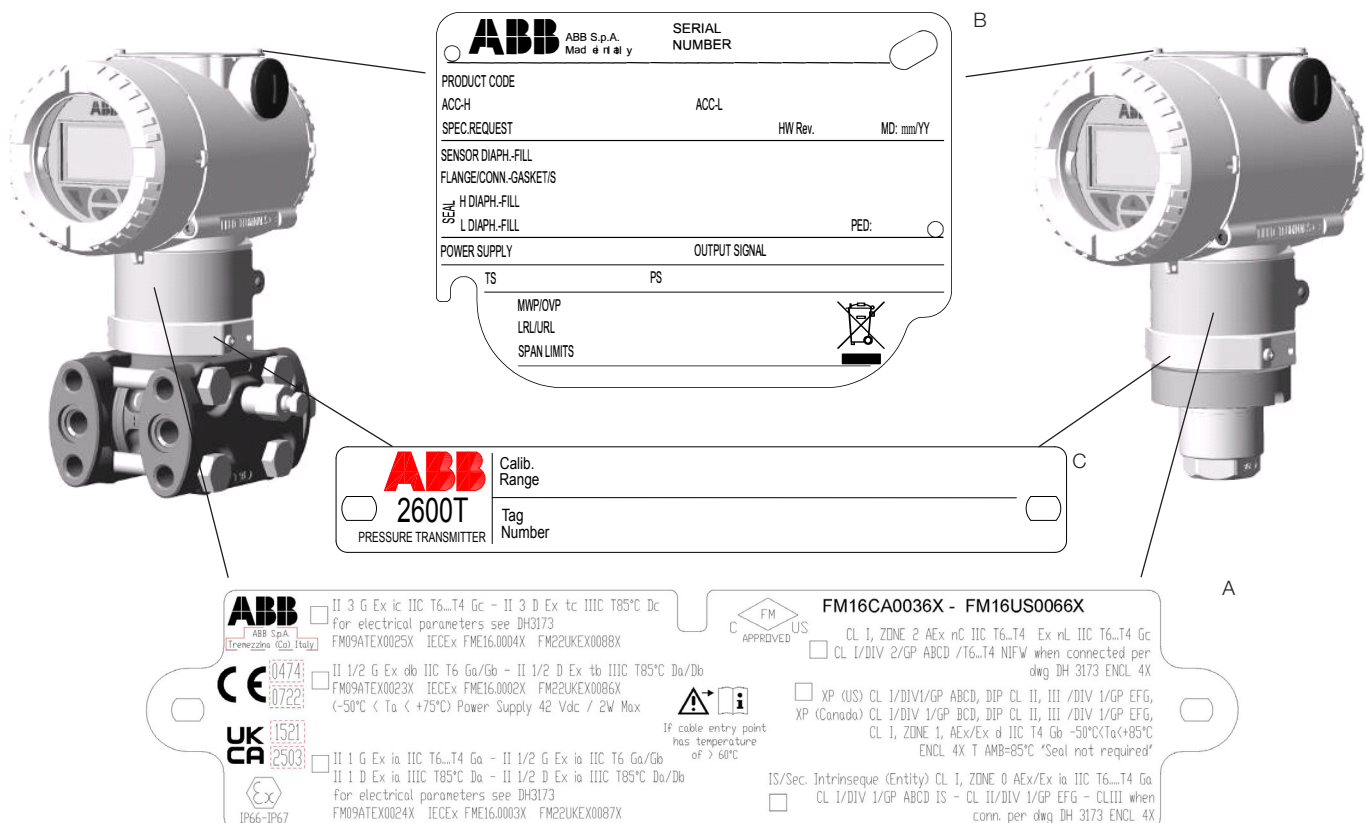 B
ABB
ABB S.p.A.
SERIAL
NUMBER
PRODUCT CODE
ACC-H ACC-L
SPEC.REQUEST HW Rev. MD: mm/YY
SENSOR DIAPH.-FILL
FLANGE/CONN.-GASKET/S
SEAL
H DIAPH.-FILL
L DIAPH.-FILL PED:
POWER SUPPLY OUTPUT SIGNAL
TS PS
MWP/OVP
LRL/URL
SPAN LIMITS
C
ABB
2600T
PRESSURE TRANSMITTER
Calib.
Range
Tag
Number
A
ABB
ABB S.p.A.
Tremezzina (Co) Italy
CE
0474
0722
UK
CA
1521
2503
Ex
IP66-IP67
II 3 G Ex ic IIC T6...T4 Gc - II 3 D Ex tc IIIC T85°C Dc
for electrical parameters see DH3173
FM09ATEX0025X IECEx FME16.0004X FM22UKEX0088X
II 1/2 G Ex db IIC T6 Ga/Gb - II 1/2 D Ex tb IIIC T85°C Da/Db
FM09ATEX0023X IECEx FME16.0002X FM22UKEX0086X
(-50°C < Ta < +75°C) Power Supply 42 Vdc / 2W Max
II 1 G Ex ia IIC T6...T4 Ga - II 1/2 G Ex ia IIC T6 Ga/Gb
II 1 D Ex ia IIIC T85°C Da - II 1/2 D Ex ia IIIC T85°C Da/Db
for electrical parameters see DH3173
FM09ATEX0024X IECEx FME16.0003X FM22UKEX0087X
If cable entry point
has temperature
of > 60°C
FM
C US
APPROVED
FM16CA0036X - FM16US0066X
CL I, ZONE 2 AEx nC IIC T6...T4 Ex nL IIC T6...T4 Gc
CL I/DIV 2/GP ABCD /T6...T4 NIFW when connected per
dwg DH 3173 ENCL 4X
XP (US) CL I/DIV1/GP ABCD, DIP CL II, III /DIV 1/GP EFG,
XP (Canada) CL I/DIV 1/GP BCD, DIP CL II, III /DIV 1/GP EFG,
CL I, ZONE 1, AEx/Ex d IIC T4 Gb -50°C<Ta<+85°C
ENCL 4X T AMB=85°C "Seal not required"
IS/Sec. Intrinseque (Entity) CL I, ZONE 0 AEx/Ex ia IIC T6....T4 Ga
CL I/DIV 1/GP ABCD IS - CL II/DIV 1/GP EFG - CLIII when
conn. per dwg DH 3173 ENCL 4X